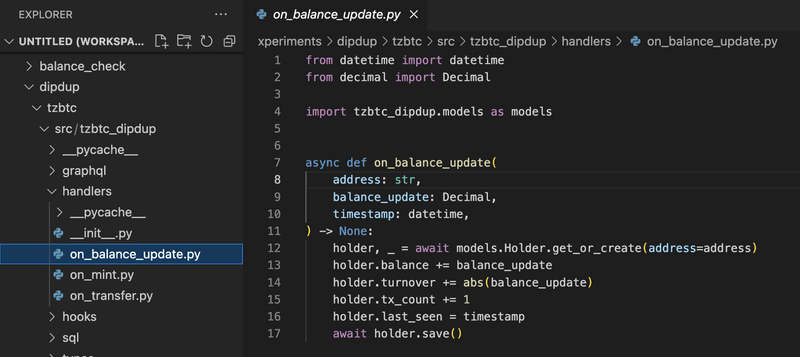 EXPLORER
UNTITLED (WORKSPA...
balance_check
dipdup
tzbtc
src/tzbtc_dipdup
__pycache__
graphql
handlers
__pycache__
__init__.py
on_balance_update.py
on_mint.py
on_transfer.py
hooks
sql
types
on_balance_update.py
xperiments > dipdup > tzbtc > src > tzbtc_dipdup > handlers > on_balance_update.py
1 from datetime import datetime
2 from decimal import Decimal
3
4 import tzbtc_dipdup.models as models
5
6
7 async def on_balance_update(
8     address: str,
9     balance_update: Decimal,
10     timestamp: datetime,
11 ) -> None:
12     holder, _ = await models.Holder.get_or_create(address=address)
13     holder.balance += balance_update
14     holder.turnover += abs(balance_update)
15     holder.tx_count += 1
16     holder.last_seen = timestamp
17     await holder.save()